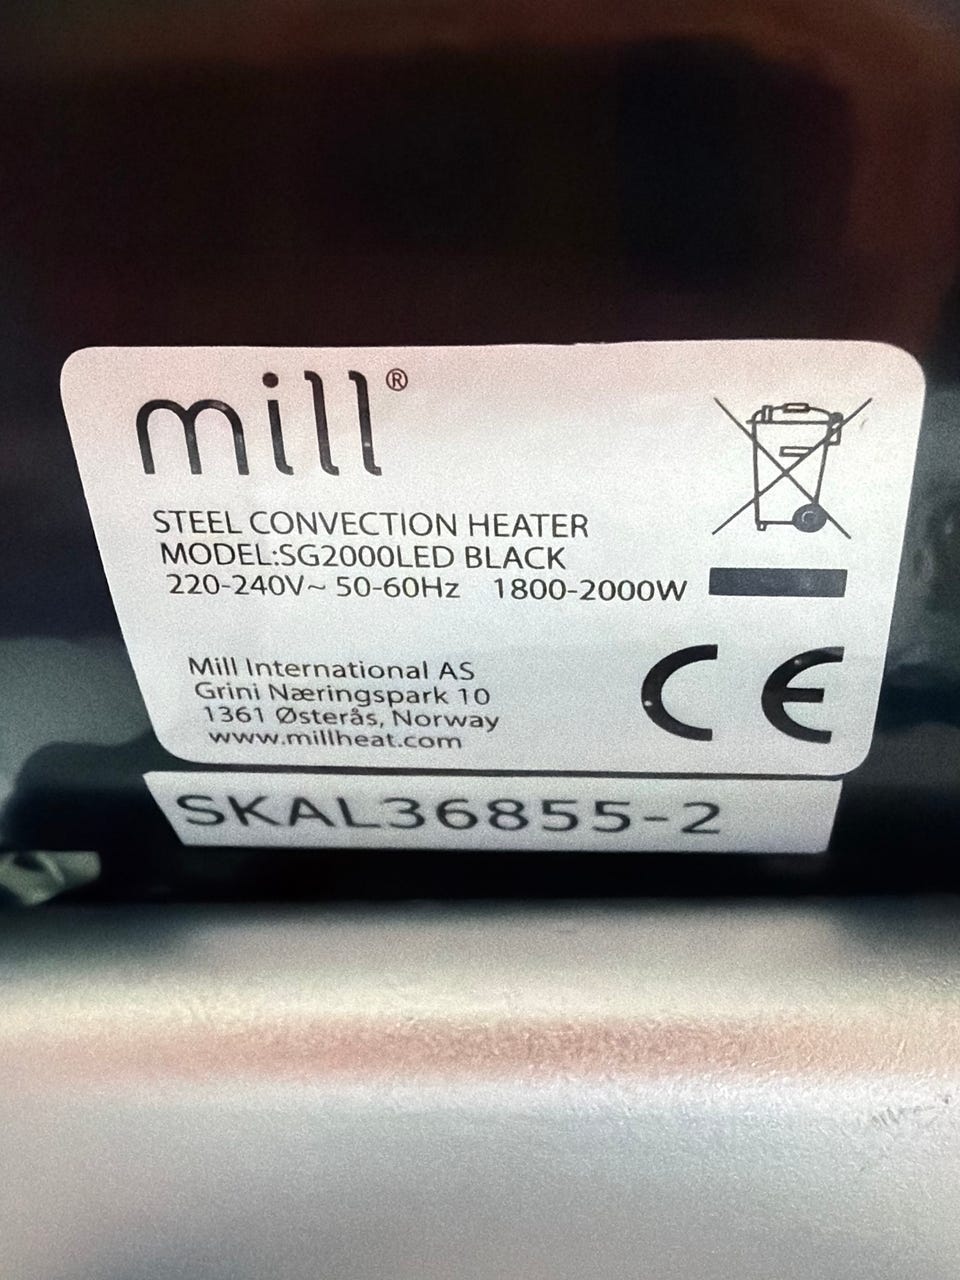 mill®
STEEL CONVECTION HEATER
MODEL:SG2000LED BLACK
220-240V~ 50-60Hz 1800-2000W
Mill International AS
Grini Næringspark 10
1361 Østerås, Norway
www.millheat.com
CE
SKAL36855-2